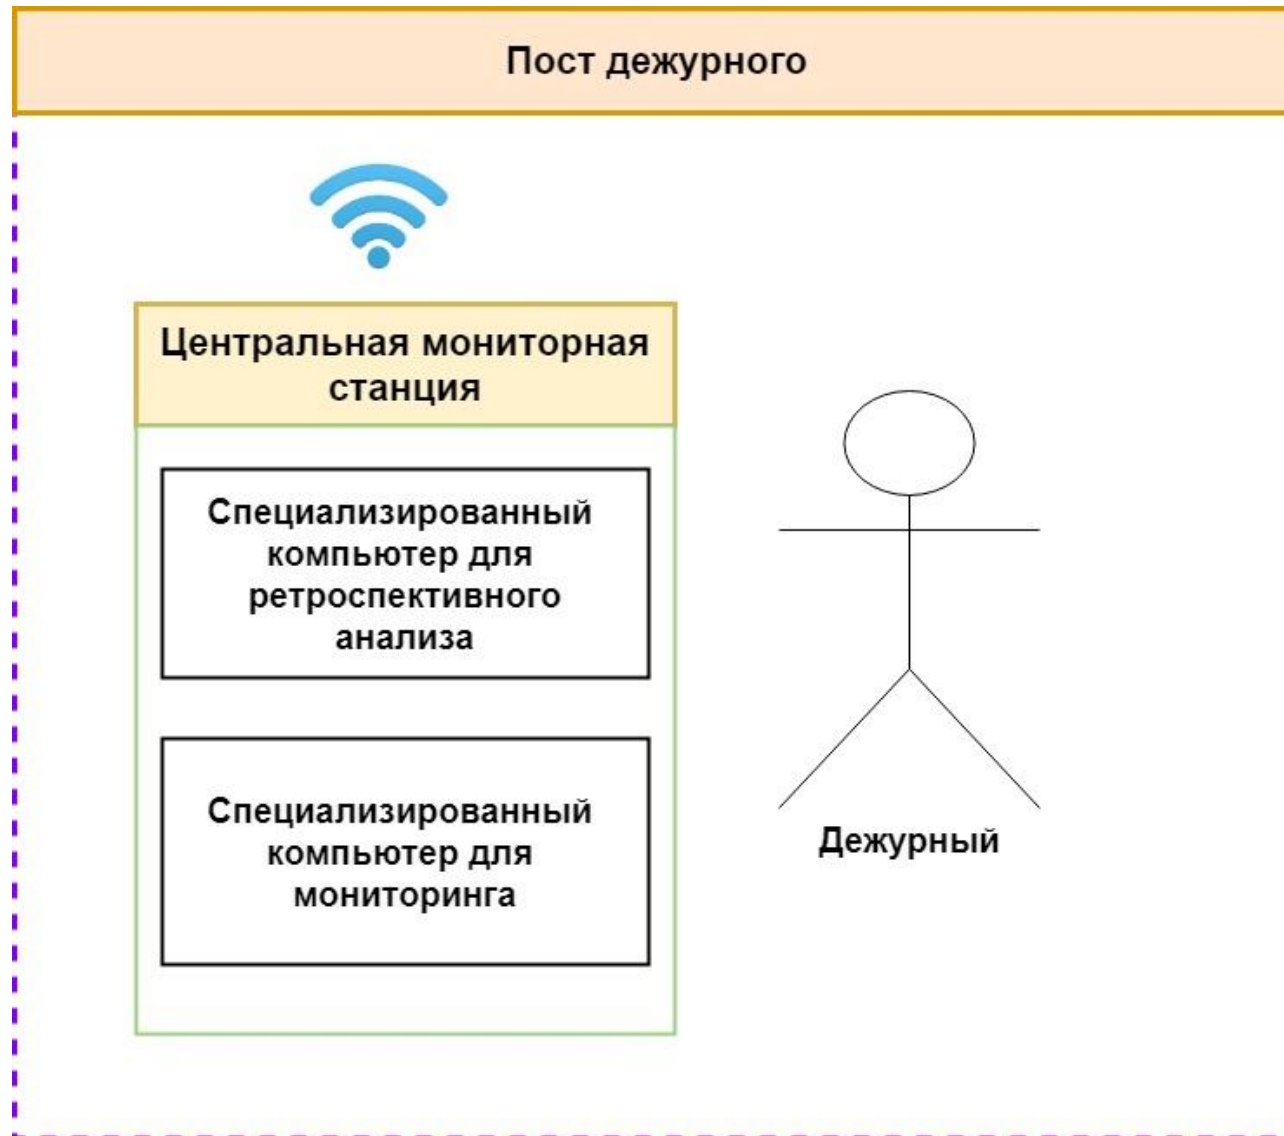 Пост дежурного
Центральная мониторная
станция
Специализированный
компьютер для
ретроспективного
анализа
Специализированный
компьютер для
мониторинга
Дежурный